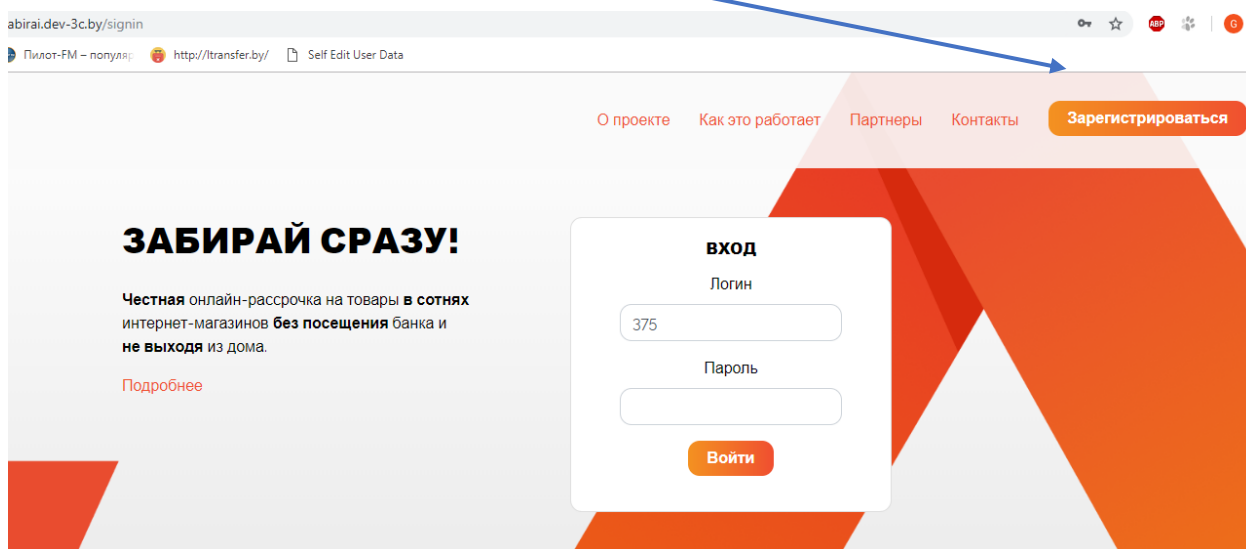 abirai.dev-3c.by/signin
ABP
G
Пилот-FM – популяр
http://ltransfer.by/
Self Edit User Data
О проекте Как это работает Партнеры Контакты Зарегистрироваться
ЗАБИРАЙ СРАЗУ!
Честная онлайн-рассрочка на товары в сотнях
интернет-магазинов без посещения банка и
не выходя из дома.
Подробнее
ВХОД
Логин
375
Пароль
Войти